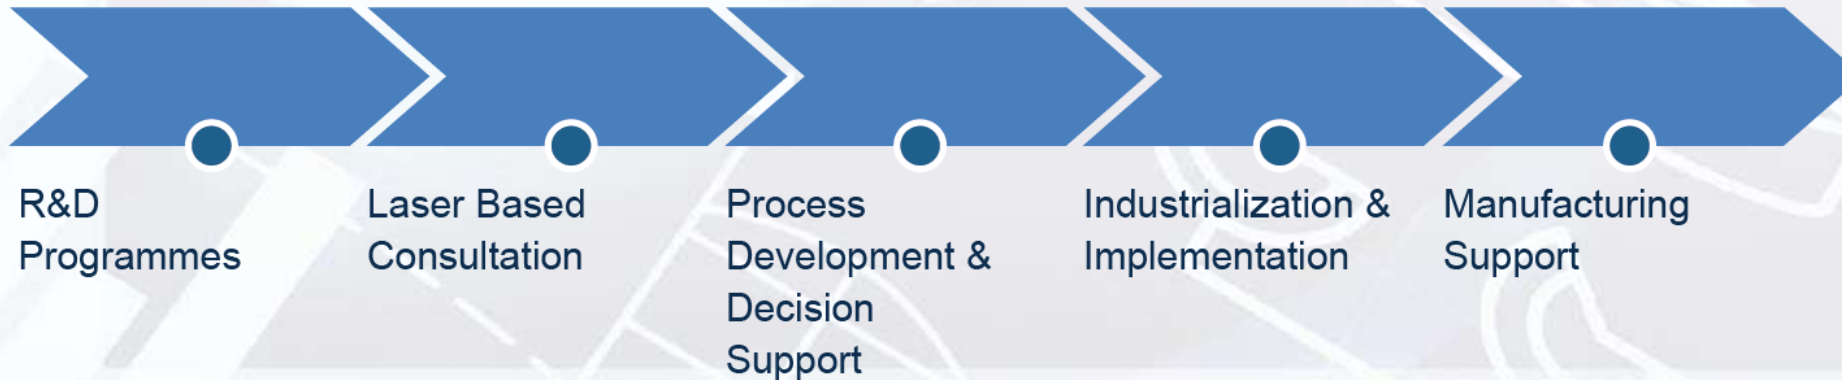 R&D
Programmes
Laser Based
Consultation
Process
Development &
Decision
Support
Industrialization &
Implementation
Manufacturing
Support